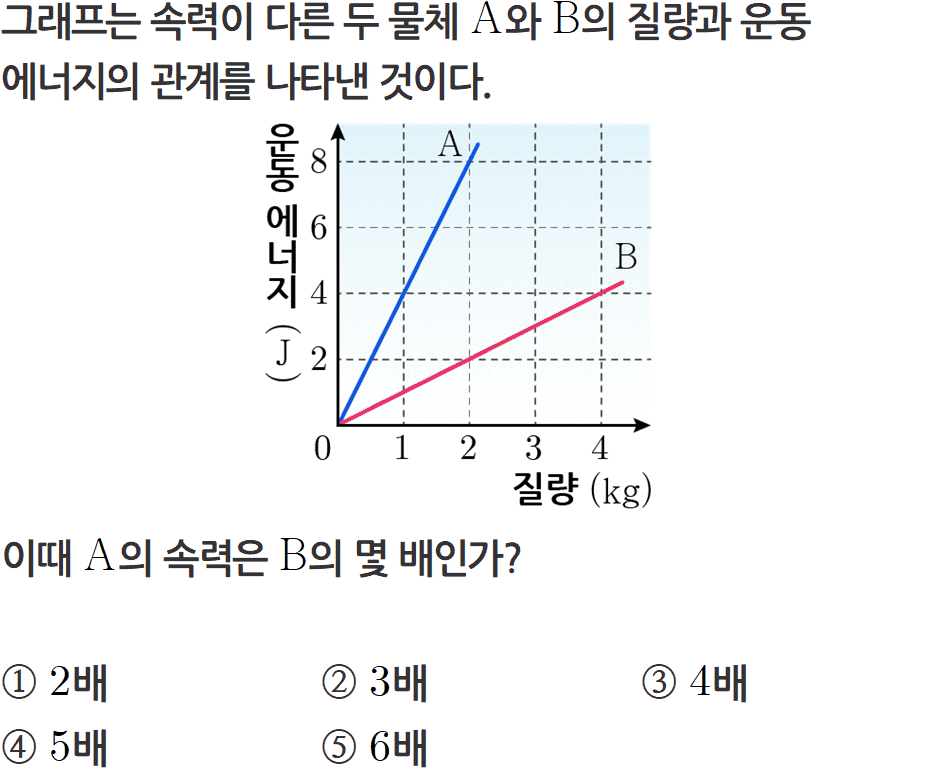 그래프는 속력이 다른 두 물체 A와 B의 질량과 운동
에너지의 관계를 나타낸 것이다.
운동 에너지 (J)
8
6
4
2
0
A
B
1 2 3 4
질량 (kg)
이때 A의 속력은 B의 몇 배인가?
① 2배 ② 3배 ③ 4배
④ 5배 ⑤ 6배